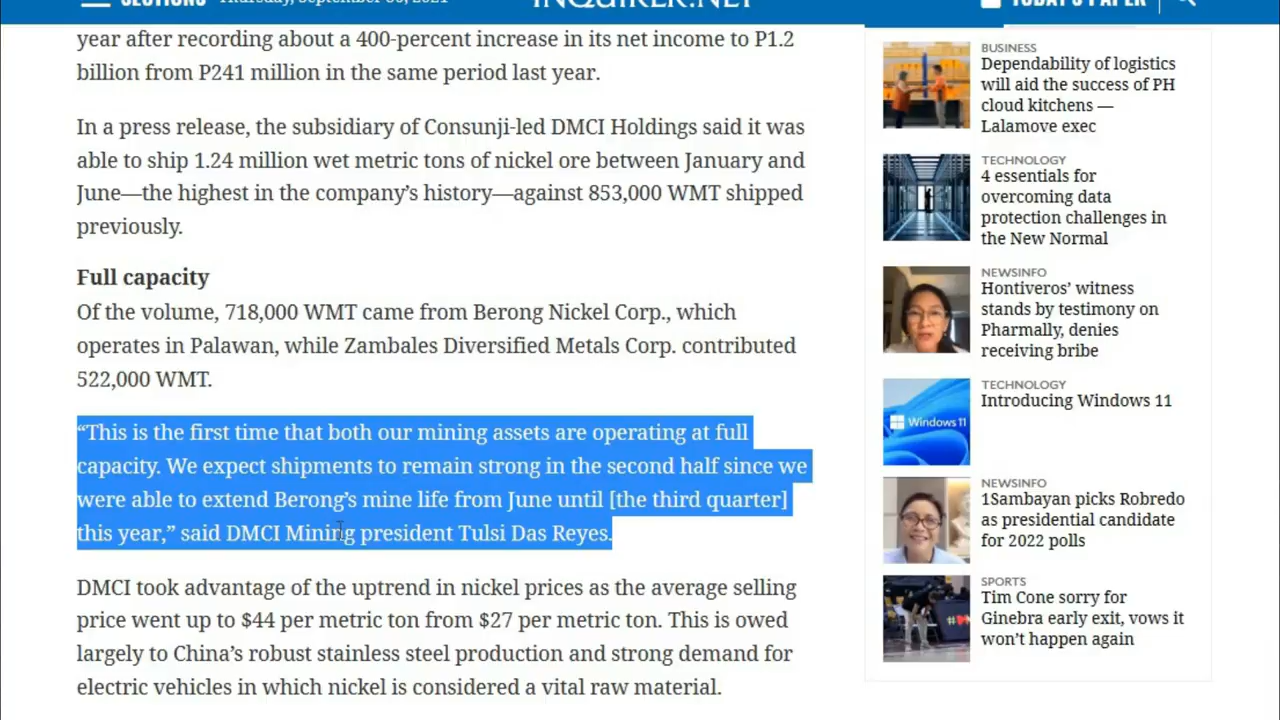 SECTIONS
Thursday, September 30, 2021
INQUIRER.NET
TODAY'S PAPER
year after recording about a 400-percent increase in its net income to P1.2
billion from P241 million in the same period last year.
In a press release, the subsidiary of Consunji-led DMCI Holdings said it was
able to ship 1.24 million wet metric tons of nickel ore between January and
June—the highest in the company’s history—against 853,000 WMT shipped
previously.
Full capacity
Of the volume, 718,000 WMT came from Berong Nickel Corp., which
operates in Palawan, while Zambales Diversified Metals Corp. contributed
522,000 WMT.
“This is the first time that both our mining assets are operating at full
capacity. We expect shipments to remain strong in the second half since we
were able to extend Berong’s mine life from June until [the third quarter]
this year,” said DMCI Mining president Tulsi Das Reyes.
DMCI took advantage of the uptrend in nickel prices as the average selling
price went up to $44 per metric ton from $27 per metric ton. This is owed
largely to China’s robust stainless steel production and strong demand for
electric vehicles in which nickel is considered a vital raw material.
BUSINESS
Dependability of logistics
will aid the success of PH
cloud kitchens —
Lalamove exec
TECHNOLOGY
4 essentials for
overcoming data
protection challenges in
the New Normal
NEWSINFO
Hontiveros’ witness
stands by testimony on
Pharmally, denies
receiving bribe
TECHNOLOGY
Introducing Windows 11
Windows 11
NEWSINFO
1Sambayan picks Robredo
as presidential candidate
for 2022 polls
SPORTS
Tim Cone sorry for
Ginebra early exit, vows it
won’t happen again